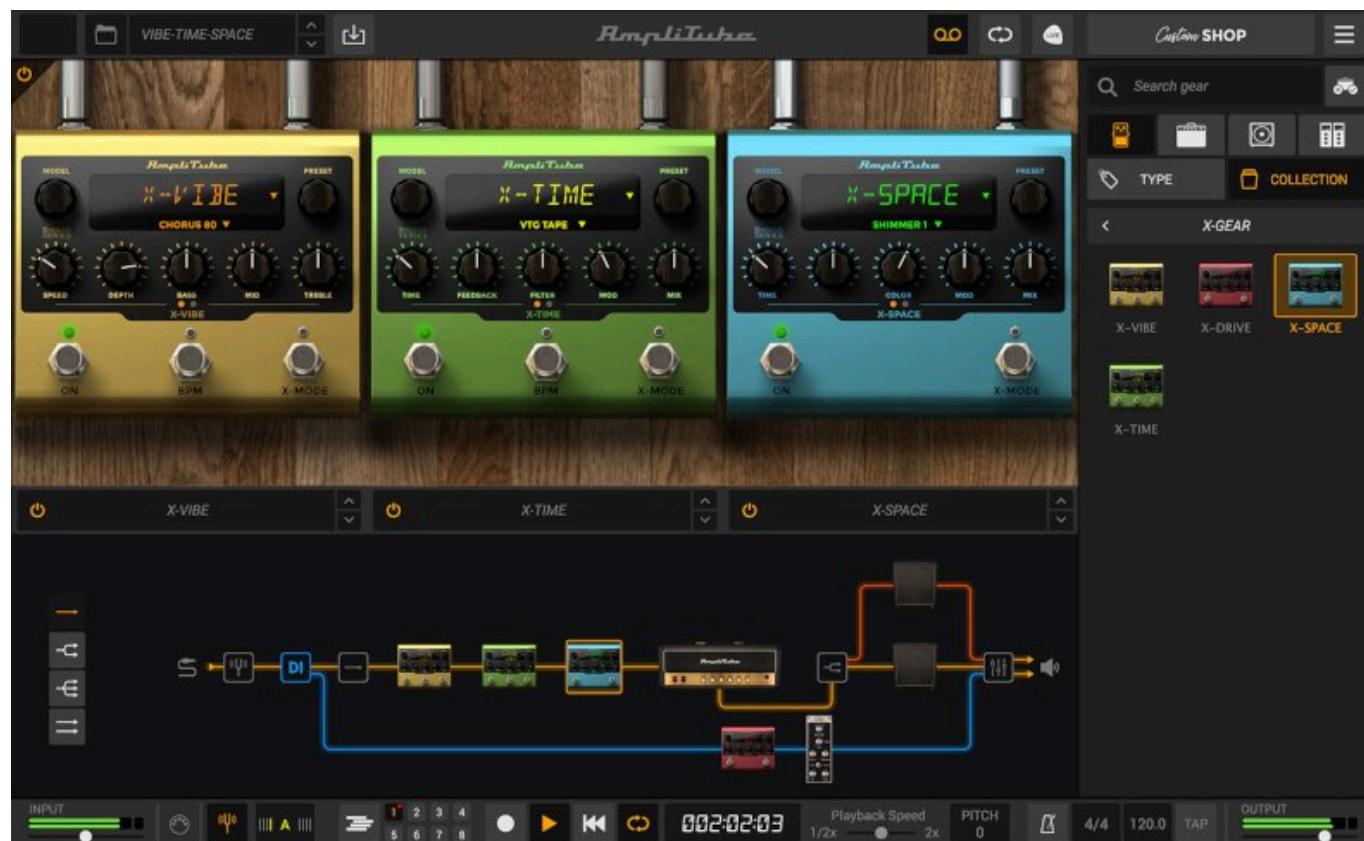 VIBE-TIME-SPACE
AmpliTube
LIVE
Custom SHOP
Search gear
TYPE
COLLECTION
X-GEAR
X-VIBE
X-DRIVE
X-SPACE
X-TIME
AmpliTube
MODEL
PRESET
X-VIBE
CHORUS 80
SPEED
DEPTH
BASS
MID
TREBLE
X-VIBE
ON
BPM
X-MODE
AmpliTube
MODEL
PRESET
X-TIME
VTG TAPE
TIME
FEEDBACK
FILTER
MOD
MIX
X-TIME
ON
BPM
X-MODE
AmpliTube
MODEL
PRESET
X-SPACE
SHIMMER 1
TIME
COLOR
MOD
MIX
X-SPACE
ON
X-MODE
X-VIBE
X-TIME
X-SPACE
DI
AmpliTube
INPUT
A
1 2 3 4
5 6 7 8
002:02:03
Playback Speed
1/2x 2x
PITCH
0
4/4
120.0
TAP
OUTPUT